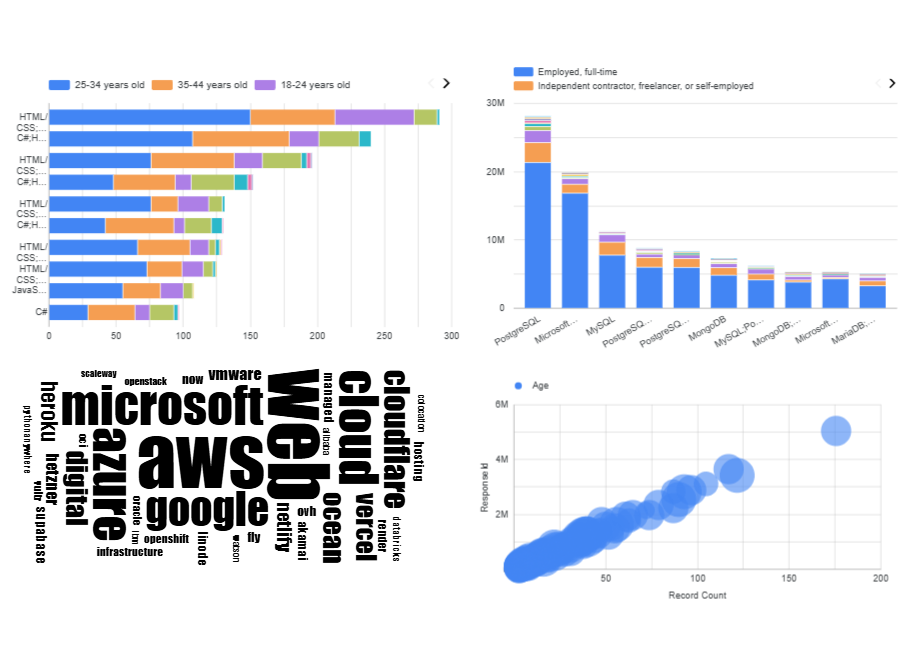 25-34 years old
35-44 years old
18-24 years old
HTML/
CSS;...
C#;H...
HTML/
CSS;...
C#;H...
HTML/
CSS;...
C#;H...
HTML/
CSS;...
HTML/
CSS;...
JavaS...
C#
0 50 100 150 200 250 300
Employed, full-time
Independent contractor, freelancer, or self-employed
30M
20M
10M
0
PostgreSQL
Microsoft...
MySQL
PostgreSQ...
PostgreSQ...
MongoDB
MySQL;Po...
MongoDB;...
Microsoft...
MariaDB;...
scaleway
openstack
now
vmware
heroku
microsoft
web
managed
cloud
cloudflare
colocation
pythonanywhere
oci
azure
aws
alibaba
hosting
hetzner
digital
vultr
supabase
oracle
ibm
google
openshift
infrastructure
linode
watson
fly
netlify
ovh
akamai
ocean
vercel
render
databricks
Age
6M
4M
2M
Response Id
50 100 150 200
Record Count